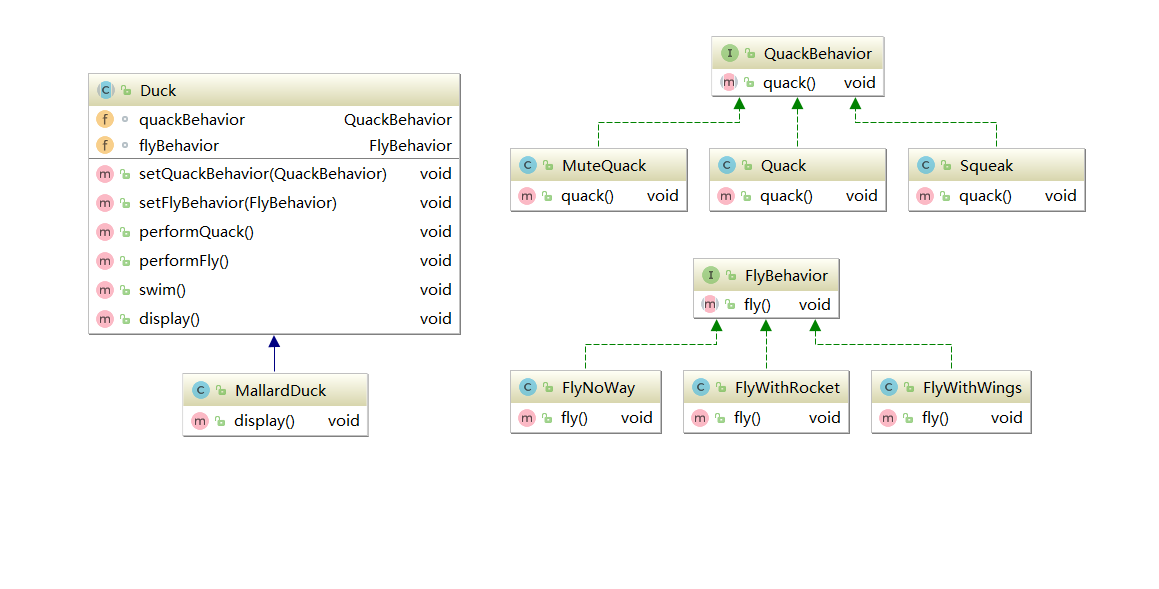 Duck
quackBehavior QuackBehavior
flyBehavior FlyBehavior
setQuackBehavior(QuackBehavior) void
setFlyBehavior(FlyBehavior) void
performQuack() void
performFly() void
swim() void
display() void
MallardDuck
display() void
QuackBehavior
quack() void
MuteQuack
quack() void
Quack
quack() void
Squeak
quack() void
FlyBehavior
fly() void
FlyNoWay
fly() void
FlyWithRocket
fly() void
FlyWithWings
fly() void